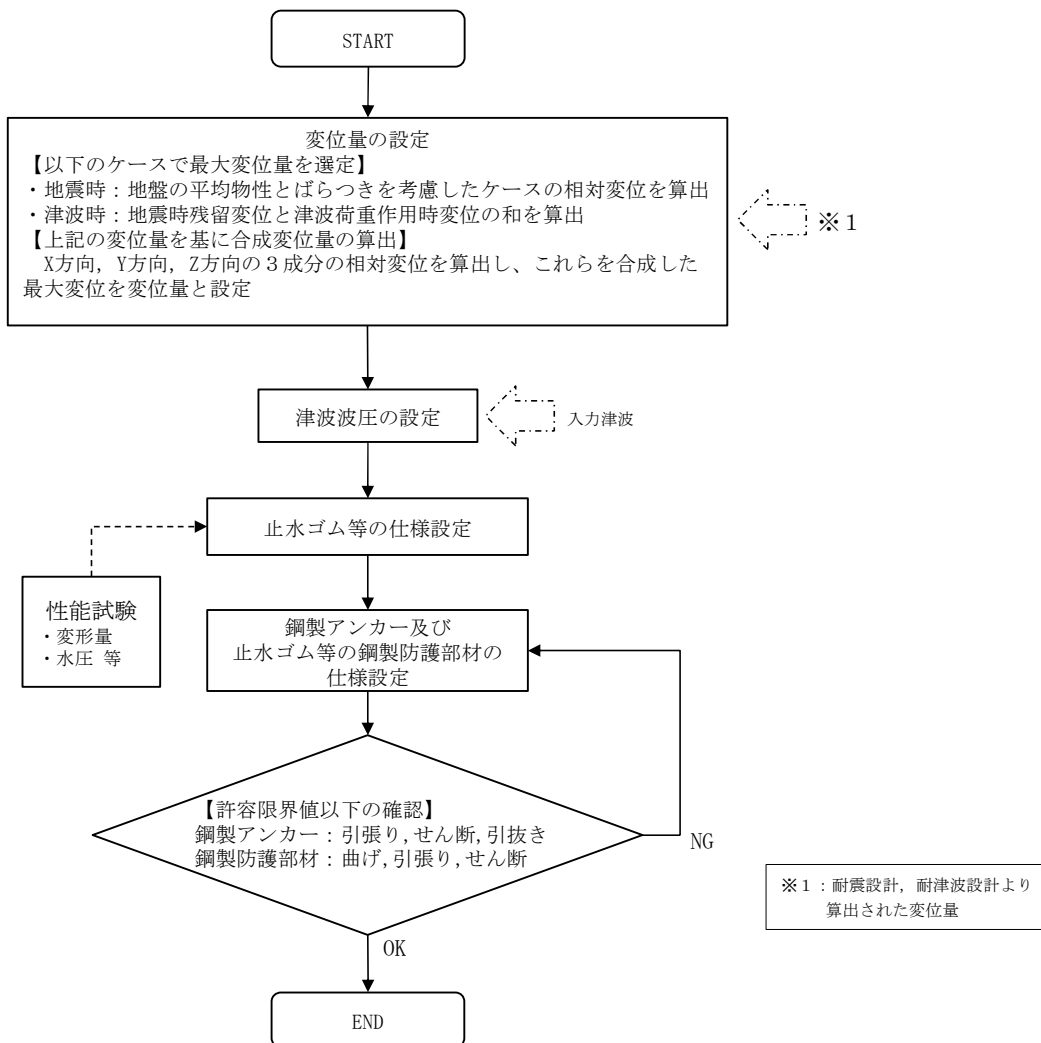 START
変位量の設定
【以下のケースで最大変位量を選定】
・地震時：地盤の平均物性とばらつきを考慮したケースの相対変位を算出
・津波時：地震時残留変位と津波荷重作用時変位の和を算出
【上記の変位量を基に合成変位量の算出】
X方向，Y方向，Z方向の３成分の相対変位を算出し、これらを合成した
最大変位を変位量と設定
※１
津波波圧の設定
入力津波
止水ゴム等の仕様設定
性能試験
・変形量
・水圧 等
鋼製アンカー及び
止水ゴム等の鋼製防護部材の
仕様設定
【許容限界値以下の確認】
鋼製アンカー：引張り,せん断,引抜き
鋼製防護部材：曲げ,引張り,せん断
NG
※１：耐震設計，耐津波設計より
算出された変位量
OK
END